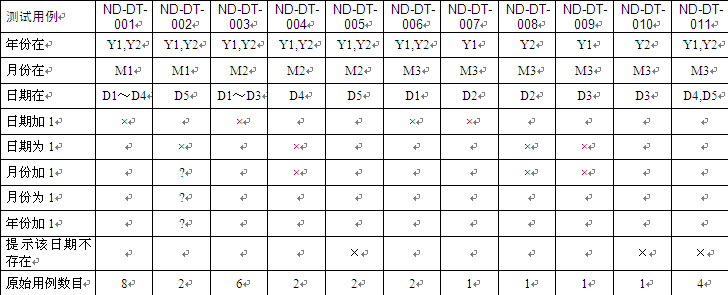 测试用例 ND-DT-001 ND-DT-002 ND-DT-003 ND-DT-004 ND-DT-005 ND-DT-006 ND-DT-007 ND-DT-008 ND-DT-009 ND-DT-010 ND-DT-011
年份在 Y1,Y2 Y1,Y2 Y1,Y2 Y1,Y2 Y1,Y2 Y1,Y2 Y1 Y2 Y1 Y2 Y1,Y2
月份在 M1 M1 M2 M2 M2 M3 M3 M3 M3 M3 M3
日期在 D1～D4 D5 D1～D3 D4 D5 D1 D2 D2 D3 D3 D4,D5
日期加 1 × × × ×
日期为 1 × × × ×
月份加 1 ? × × ×
月份为 1 ?
年份加 1 ?
提示该日期不存在 × × ×
原始用例数目 8 2 6 2 2 2 1 1 1 1 4